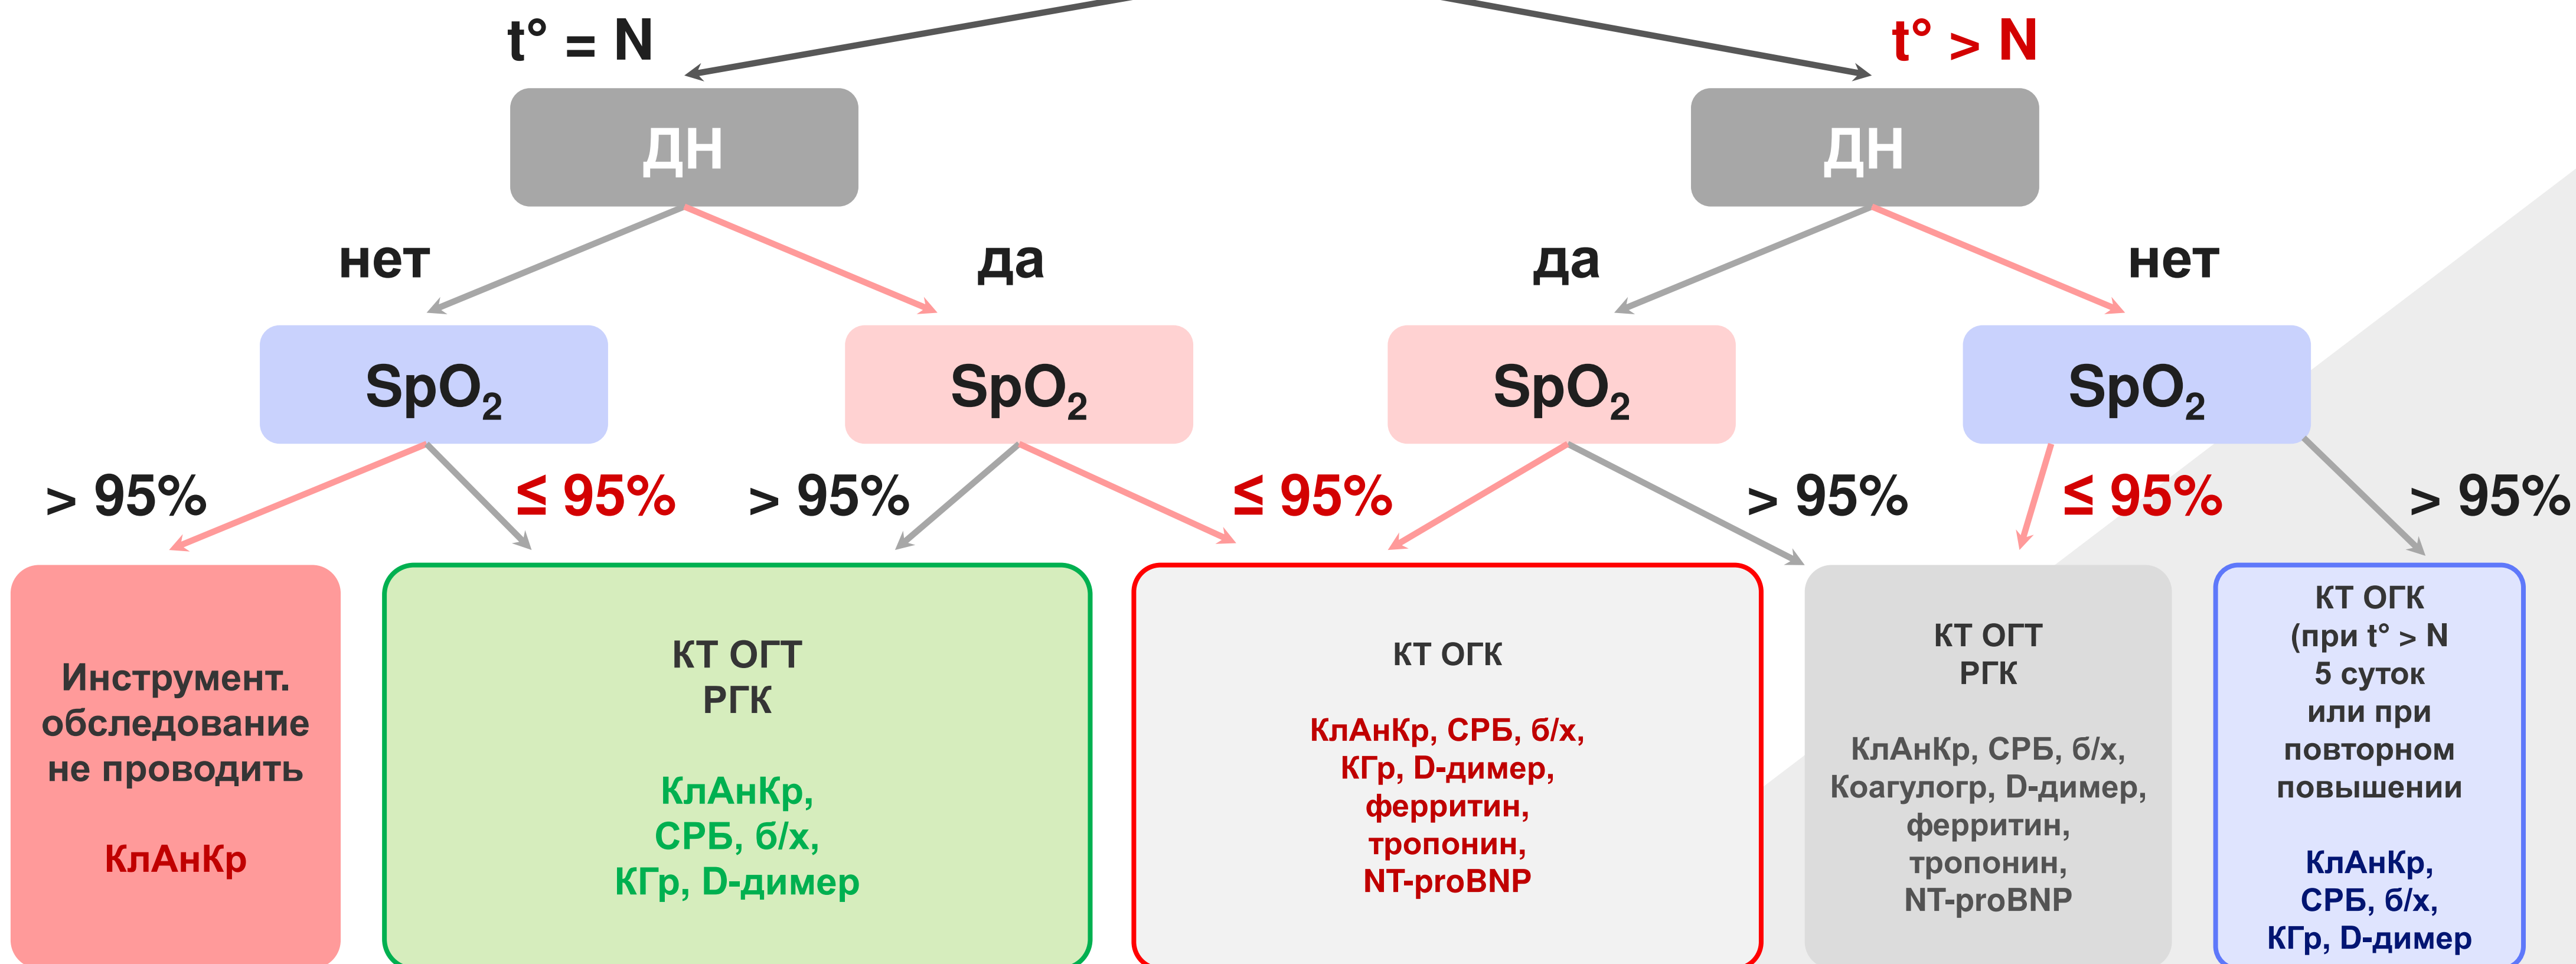 t° = N
t° > N
ДН
ДН
нет
да
да
нет
SpO₂
SpO₂
SpO₂
SpO₂
> 95%
≤ 95%
> 95%
≤ 95%
> 95%
≤ 95%
> 95%
Инструмент.
обследование
не проводить
КлАнКр
КТ ОГТ
РГК
КлАнКр,
СРБ, б/х,
КГр, D-димер
КТ ОГК
КлАнКр, СРБ, б/х,
КГр, D-димер,
ферритин,
тропонин,
NT-proBNP
КТ ОГТ
РГК
КлАнКр, СРБ, б/х,
Коагулогр, D-димер,
ферритин,
тропонин,
NT-proBNP
КТ ОГК
(при t° > N
5 суток
или при
повторном
повышении
КлАнКр,
СРБ, б/х,
КГр, D-димер